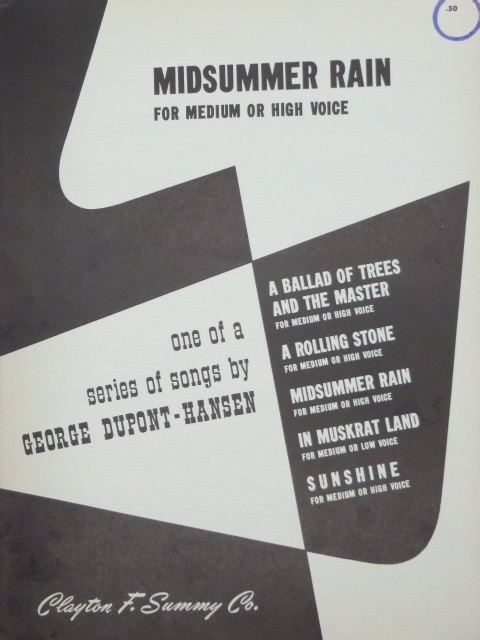 .50
MIDSUMMER RAIN
FOR MEDIUM OR HIGH VOICE
one of a
series of songs by
GEORGE DUPONT-HANSEN
A BALLAD OF TREES
AND THE MASTER
FOR MEDIUM OR HIGH VOICE
A ROLLING STONE
FOR MEDIUM OR HIGH VOICE
MIDSUMMER RAIN
FOR MEDIUM OR HIGH VOICE
IN MUSKRAT LAND
FOR MEDIUM OR LOW VOICE
SUNSHINE
FOR MEDIUM OR HIGH VOICE
Clayton F. Summy Co.